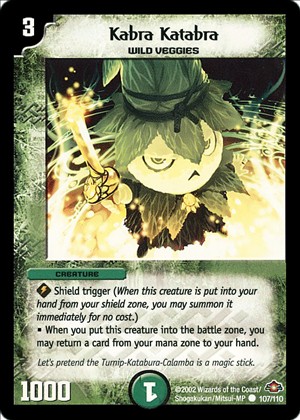 3
Kabra Katabra
WILD VEGGIES
CREATURE
Shield trigger (When this creature is put into your
hand from your shield zone, you may summon it
immediately for no cost.)
• When you put this creature into the battle zone, you
may return a card from your mana zone to your hand.
Let's pretend the Turnip-Katabura-Calamba is a magic stick.
1000
1
©2002 Wizards of the Coast/
Shogakukan/Mitsui-MP ● 107/110